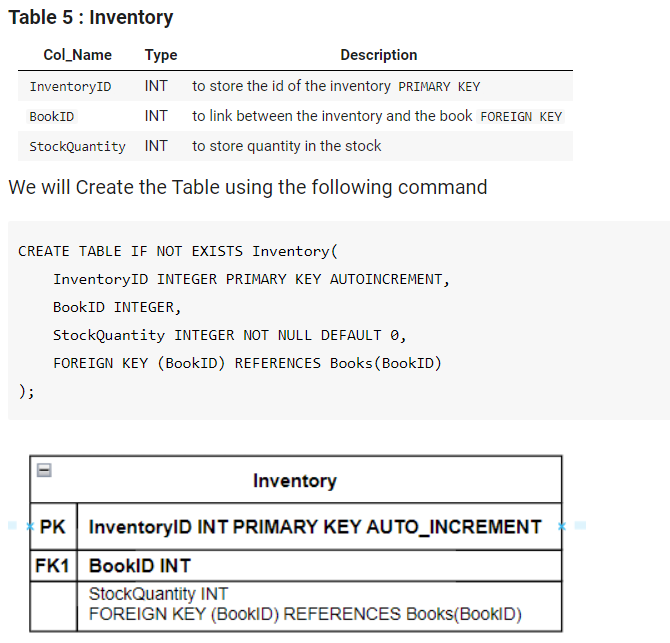 Table 5 : Inventory
Col_Name Type Description
InventoryID INT to store the id of the inventory PRIMARY KEY
BookID INT to link between the inventory and the book FOREIGN KEY
StockQuantity INT to store quantity in the stock
We will Create the Table using the following command
CREATE TABLE IF NOT EXISTS Inventory(
    InventoryID INTEGER PRIMARY KEY AUTOINCREMENT,
    BookID INTEGER,
    StockQuantity INTEGER NOT NULL DEFAULT 0,
    FOREIGN KEY (BookID) REFERENCES Books(BookID)
);
Inventory
PK InventoryID INT PRIMARY KEY AUTO_INCREMENT
FK1 BookID INT
StockQuantity INT
FOREIGN KEY (BookID) REFERENCES Books(BookID)